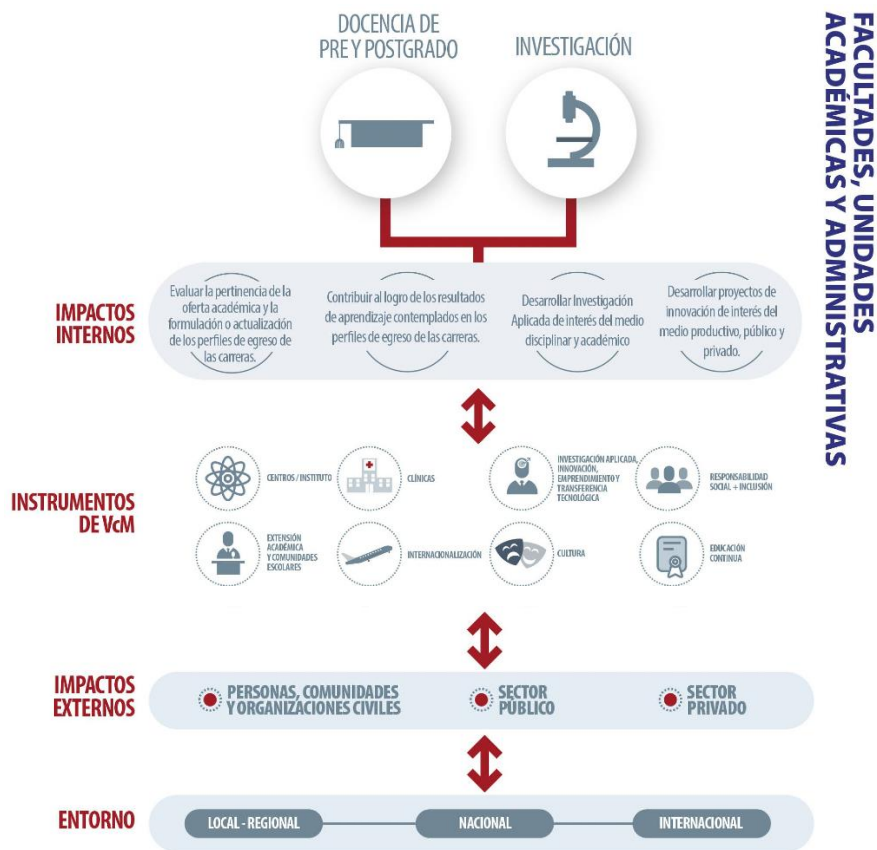 DOCENCIA DE
PRE Y POSTGRADO
INVESTIGACIÓN
FACULTADES, UNIDADES
ACADÉMICAS Y ADMINISTRATIVAS
IMPACTOS
INTERNOS
Evaluar la pertinencia de la
oferta académica y la
formulación o actualización
de los perfiles de egreso de
las carreras.
Contribuir al logro de los resultados
de aprendizaje contemplados en los
perfiles de egreso de las carreras.
Desarrollar Investigación
Aplicada de interés del medio
disciplinar y académico
Desarrollar proyectos de
innovación de interés del
medio productivo, público y
privado.
INSTRUMENTOS
DE VcM
CENTROS / INSTITUTO
CLÍNICAS
INVESTIGACIÓN APLICADA,
INNOVACIÓN,
EMPRENDIMIENTO Y
TRANSFERENCIA
TECNOLÓGICA
RESPONSABILIDAD
SOCIAL + INCLUSIÓN
EXTENSIÓN
ACADÉMICA
Y COMUNIDADES
ESCOLARES
INTERNACIONALIZACIÓN
CULTURA
EDUCACIÓN
CONTINUA
IMPACTOS
EXTERNOS
PERSONAS, COMUNIDADES
Y ORGANIZACIONES CIVILES
SECTOR
PÚBLICO
SECTOR
PRIVADO
ENTORNO
LOCAL - REGIONAL
NACIONAL
INTERNACIONAL